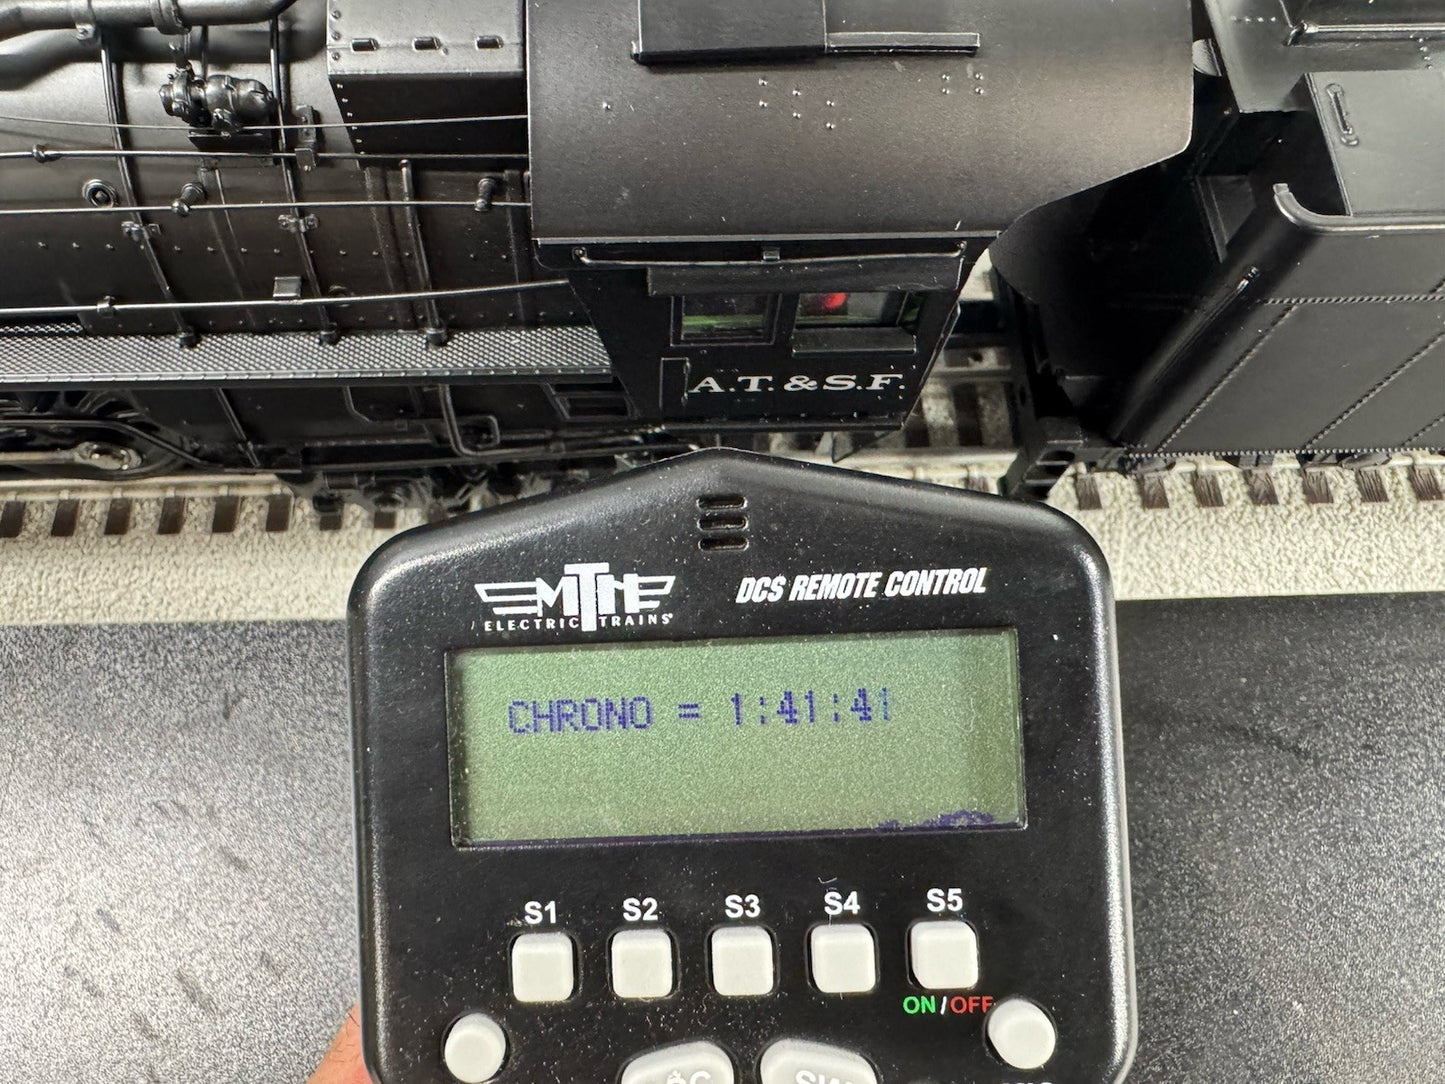 A.T. & S.F.
MTH
ELECTRIC TRAINS
DCS REMOTE CONTROL
CHRONO = 1:41:41
S1 S2 S3 S4 S5
ON/OFF